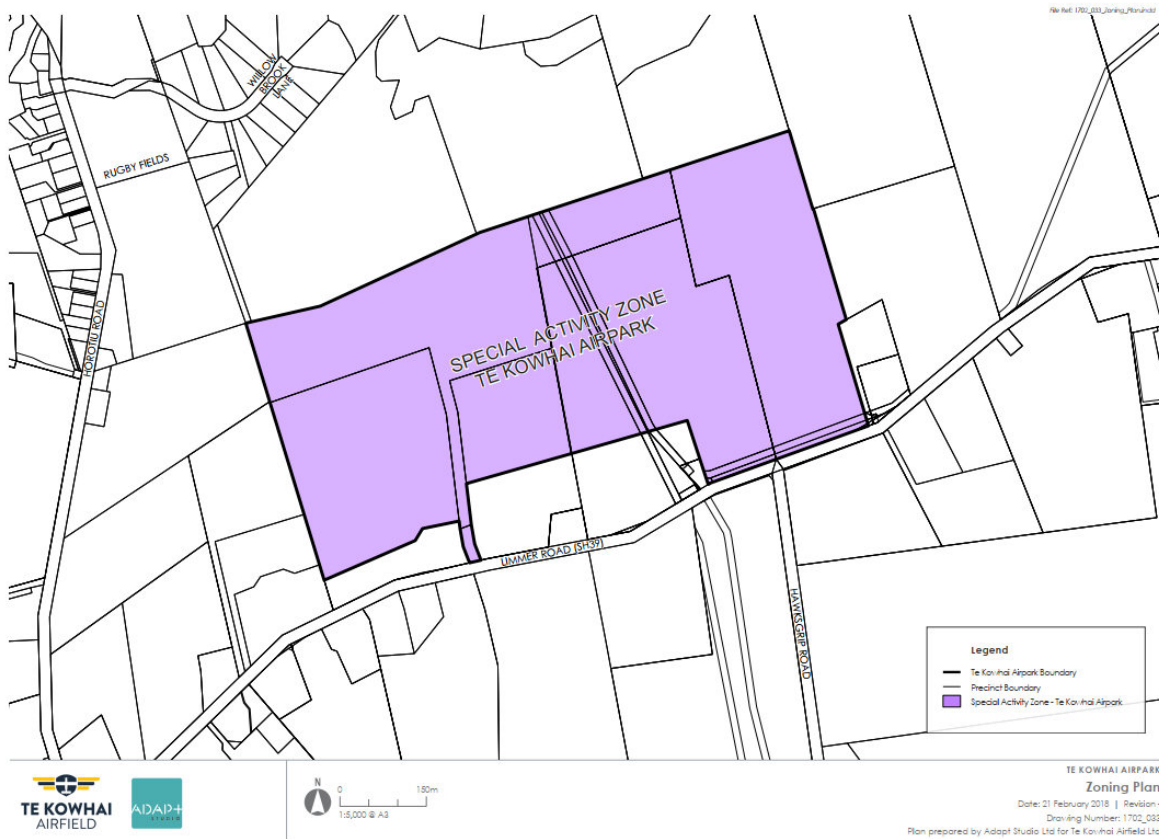 File Ref: 1702_033_Zoning_Plan.indd
WILLOW
BROOK
LANE
RUGBY FIELDS
HOROTIU ROAD
SPECIAL ACTIVITY ZONE
TE KOWHAI AIRPARK
LIMMER ROAD (SH39)
HAWKSGRIP ROAD
Legend
Te Kowhai Airpark Boundary
Precinct Boundary
Special Activity Zone - Te Kowhai Airpark
TE KOWHAI
AIRFIELD
ADAPT
STUDIO
N
0 150m
1:5,000 @ A3
TE KOWHAI AIRPARK
Zoning Plan
Date: 21 February 2018 | Revision
Drawing Number: 1702_033
Plan prepared by Adapt Studio Ltd for Te Kowhai Airfield Ltd